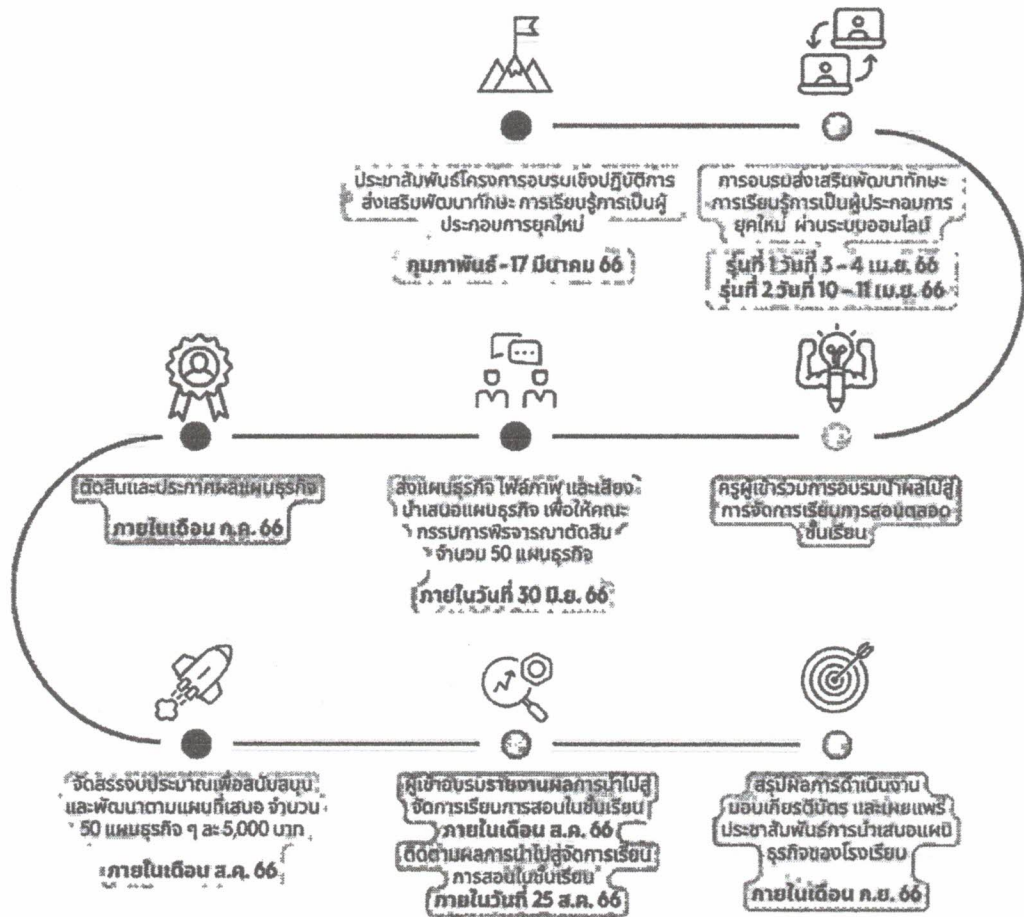 ประชาสัมพันธ์โครงการอบรมเชิงปฏิบัติการ
ส่งเสริมพัฒนาทักษะ การเรียนรู้การเป็นผู้
ประกอบการยุคใหม่
กุมภาพันธ์ - 17 มีนาคม 66
การอบรมส่งเสริมพัฒนาทักษะ
การเรียนรู้การเป็นผู้ประกอบการ
ยุคใหม่ ผ่านระบบออนไลน์
รุ่นที่ 1 วันที่ 3 - 4 เม.ย. 66
รุ่นที่ 2 วันที่ 10 - 11 เม.ย. 66
ครูผู้เข้าร่วมการอบรมนำผลไปสู่
การจัดการเรียนการสอนตลอด
ชั้นเรียน
ส่งแผนธุรกิจ ไฟล์ภาพ และเสียง
นำเสนอแผนธุรกิจ เพื่อให้คณะ
กรรมการพิจารณาตัดสิน
จำนวน 50 แผนธุรกิจ
ภายในวันที่ 30 มิ.ย. 66
ตัดสินและประกาศผลแผนธุรกิจ
ภายในเดือน ก.ค. 66
จัดสรรงบประมาณเพื่อสนับสนุน
และพัฒนาตามแผนที่เสนอ จำนวน
50 แผนธุรกิจ ๆ ละ 5,000 บาท
ภายในเดือน ส.ค. 66
ผู้เข้าอบรมรายงานผลการนำไปสู่
จัดการเรียนการสอนในชั้นเรียน
ภายในเดือน ส.ค. 66
ติดตามผลการนำไปสู่จัดการเรียน
การสอนในชั้นเรียน
ภายในวันที่ 25 ส.ค. 66
สรุปผลการดำเนินงาน
มอบเกียรติบัตร และเผยแพร่
ประชาสัมพันธ์การนำเสนอแผน
ธุรกิจของโรงเรียน
ภายในเดือน ก.ย. 66